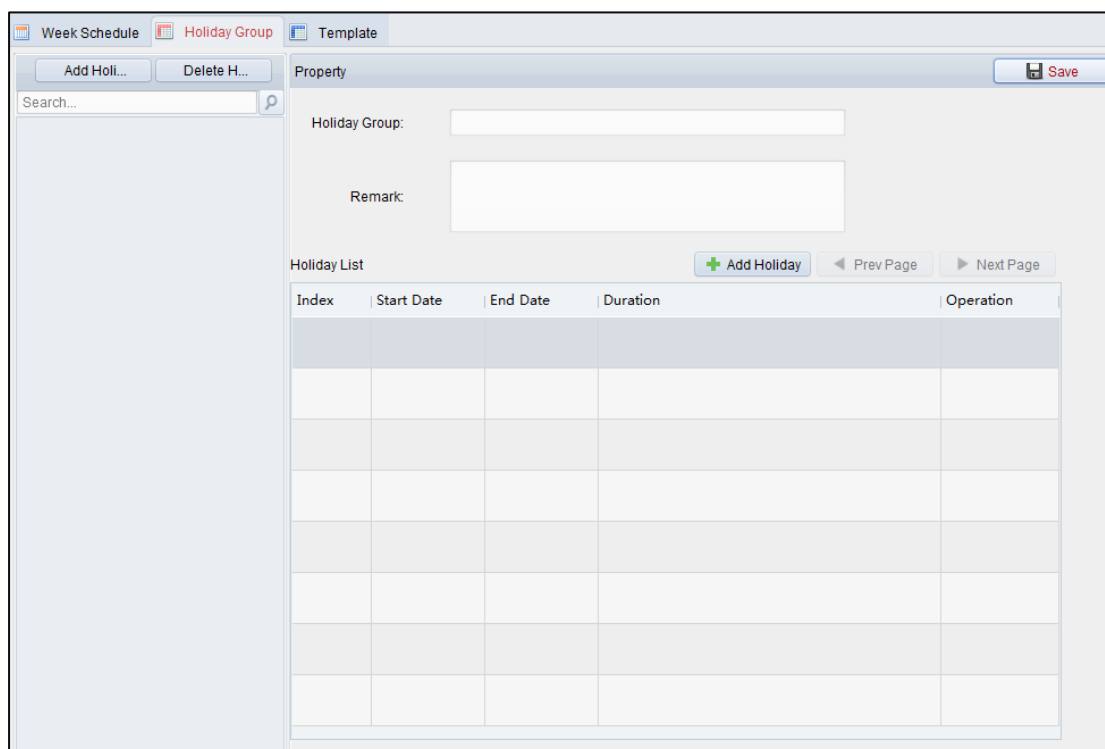 Week Schedule Holiday Group Template
Add Holi... Delete H...
Search...
Property Save
Holiday Group:
Remark:
Holiday List Add Holiday Prev Page Next Page
Index Start Date End Date Duration Operation